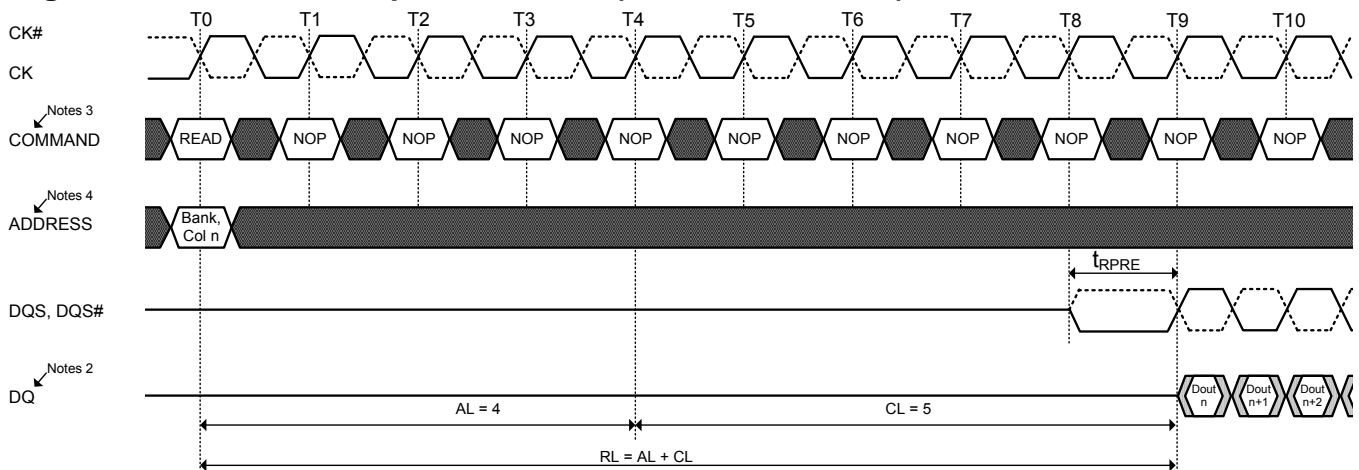 T0 T1 T2 T3 T4 T5 T6 T7 T8 T9 T10
CK#
CK
Notes 3
COMMAND
READ NOP NOP NOP NOP NOP NOP NOP NOP NOP NOP
Notes 4
ADDRESS
Bank,
Col n
tRPRE
DQS, DQS#
Notes 2
DQ
Dout Dout Dout
n n+1 n+2
AL = 4 CL = 5
RL = AL + CL